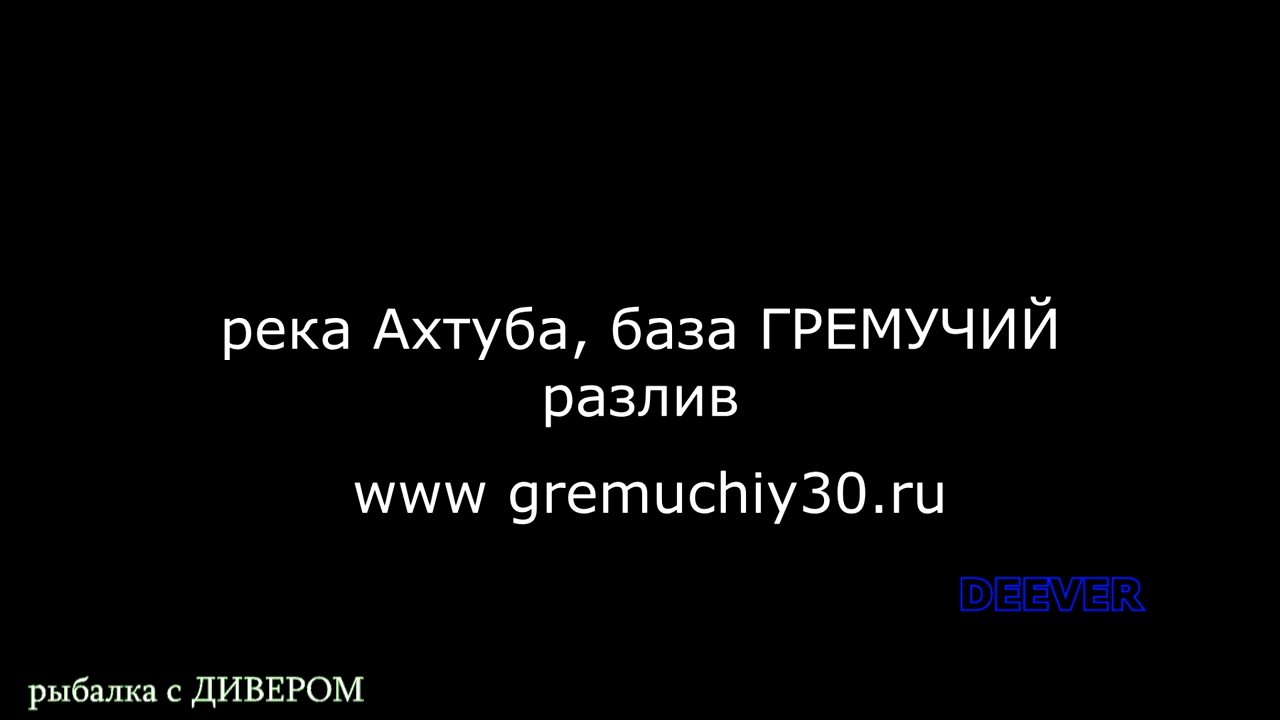 река Ахтуба, база ГРЕМУЧИЙ
разлив
www gremuchiy30.ru
DEEVER
рыбалка с ДИВЕРОМ